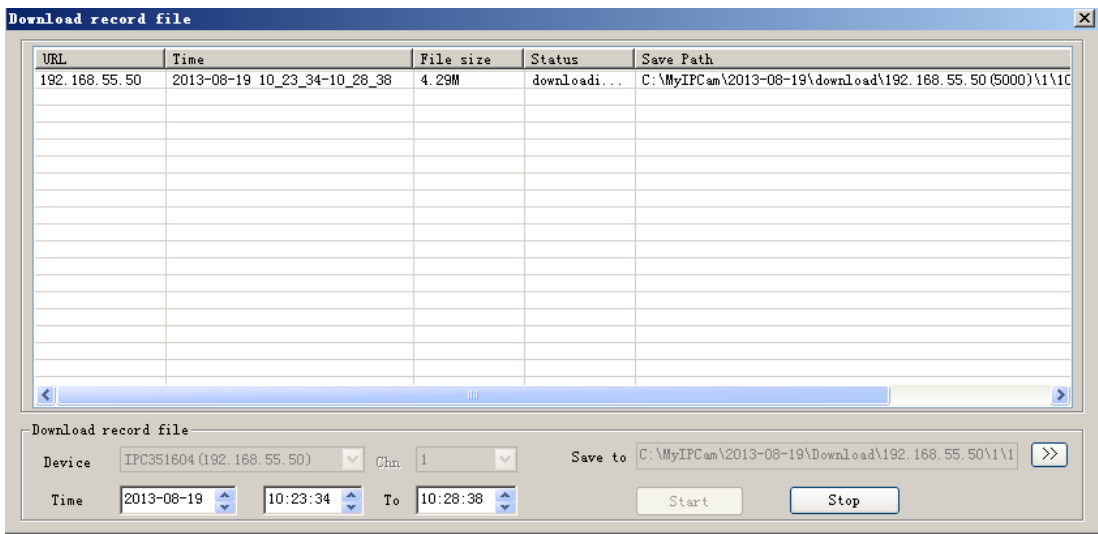 Download record file
URL Time File size Status Save Path
192.168.55.50 2013-08-19 10_23_34-10_28_38 4.29M downloadi... C:\MyIPCam\2013-08-19\download\192.168.55.50(5000)\1\10
Download record file
Device IPC351604(192.168.55.50) Chn 1 Save to C:\MyIPCam\2013-08-19\Download\192.168.55.50\1\1 >>
Time 2013-08-19 10:23:34 To 10:28:38 Start Stop